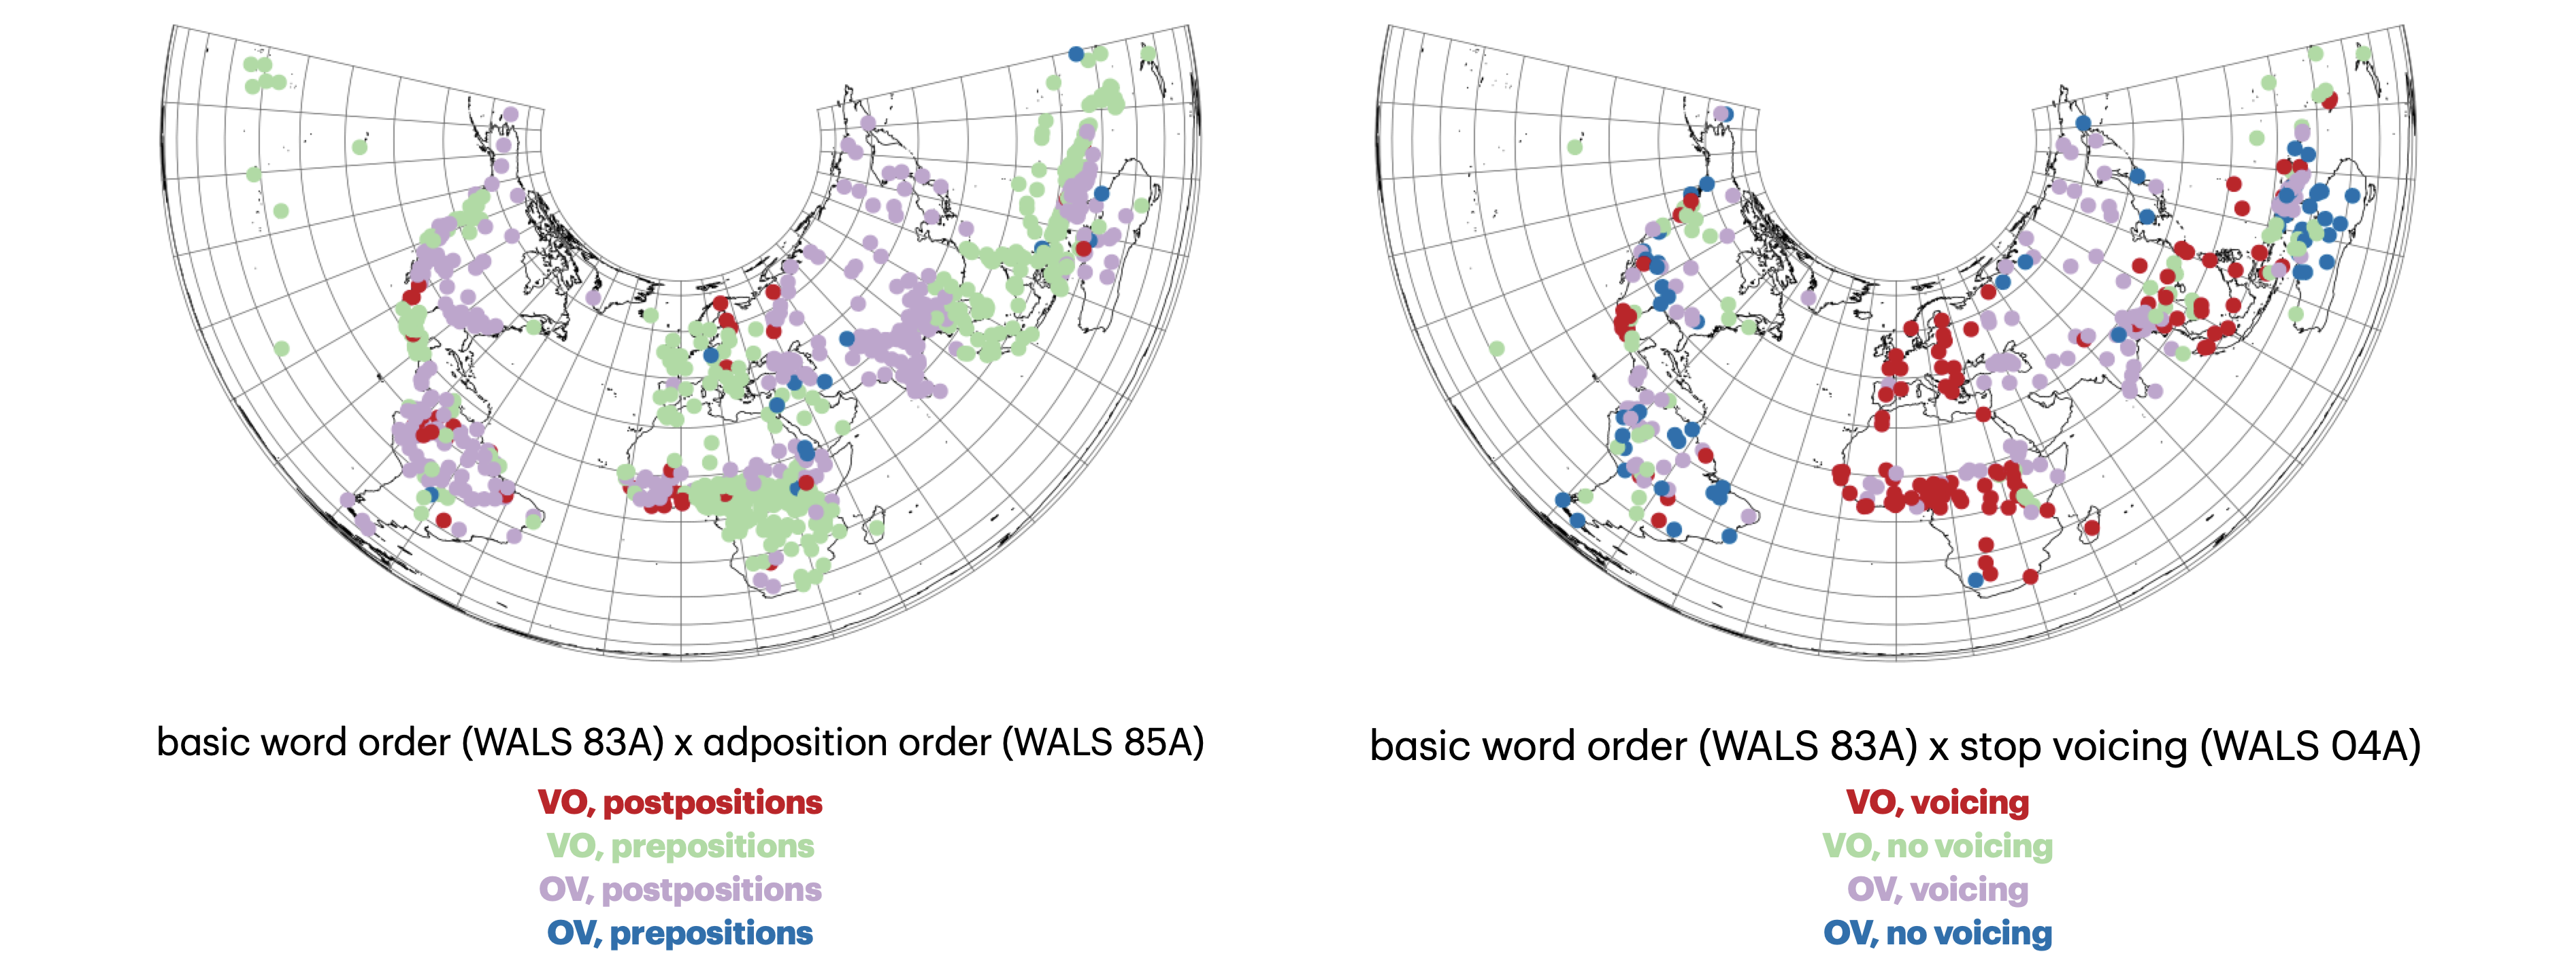 basic word order (WALS 83A) x adposition order (WALS 85A)
VO, postpositions
VO, prepositions
OV, postpositions
OV, prepositions
basic word order (WALS 83A) x stop voicing (WALS 04A)
VO, voicing
VO, no voicing
OV, voicing
OV, no voicing